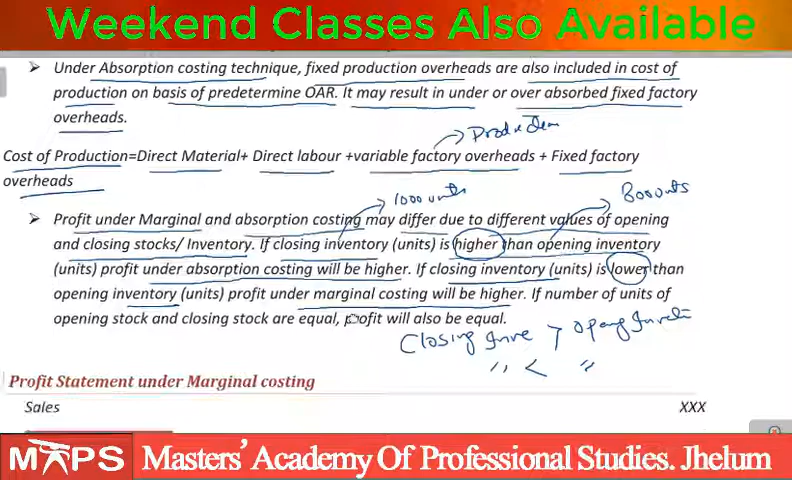 Weekend Classes Also Available
➢ Under Absorption costing technique, fixed production overheads are also included in cost of
production on basis of predetermine OAR. It may result in under or over absorbed fixed factory
overheads.
Production
Cost of Production=Direct Material+ Direct labour +variable factory overheads + Fixed factory
overheads
1000 units
800 units
➢ Profit under Marginal and absorption costing may differ due to different values of opening
and closing stocks/ Inventory. If closing inventory (units) is higher than opening inventory
(units) profit under absorption costing will be higher. If closing inventory (units) is lower than
opening inventory (units) profit under marginal costing will be higher. If number of units of
opening stock and closing stock are equal, profit will also be equal.
Closing Inve > Opening
" < "
Profit Statement under Marginal costing
Sales XXX
MAPS Masters' Academy Of Professional Studies. Jhelum